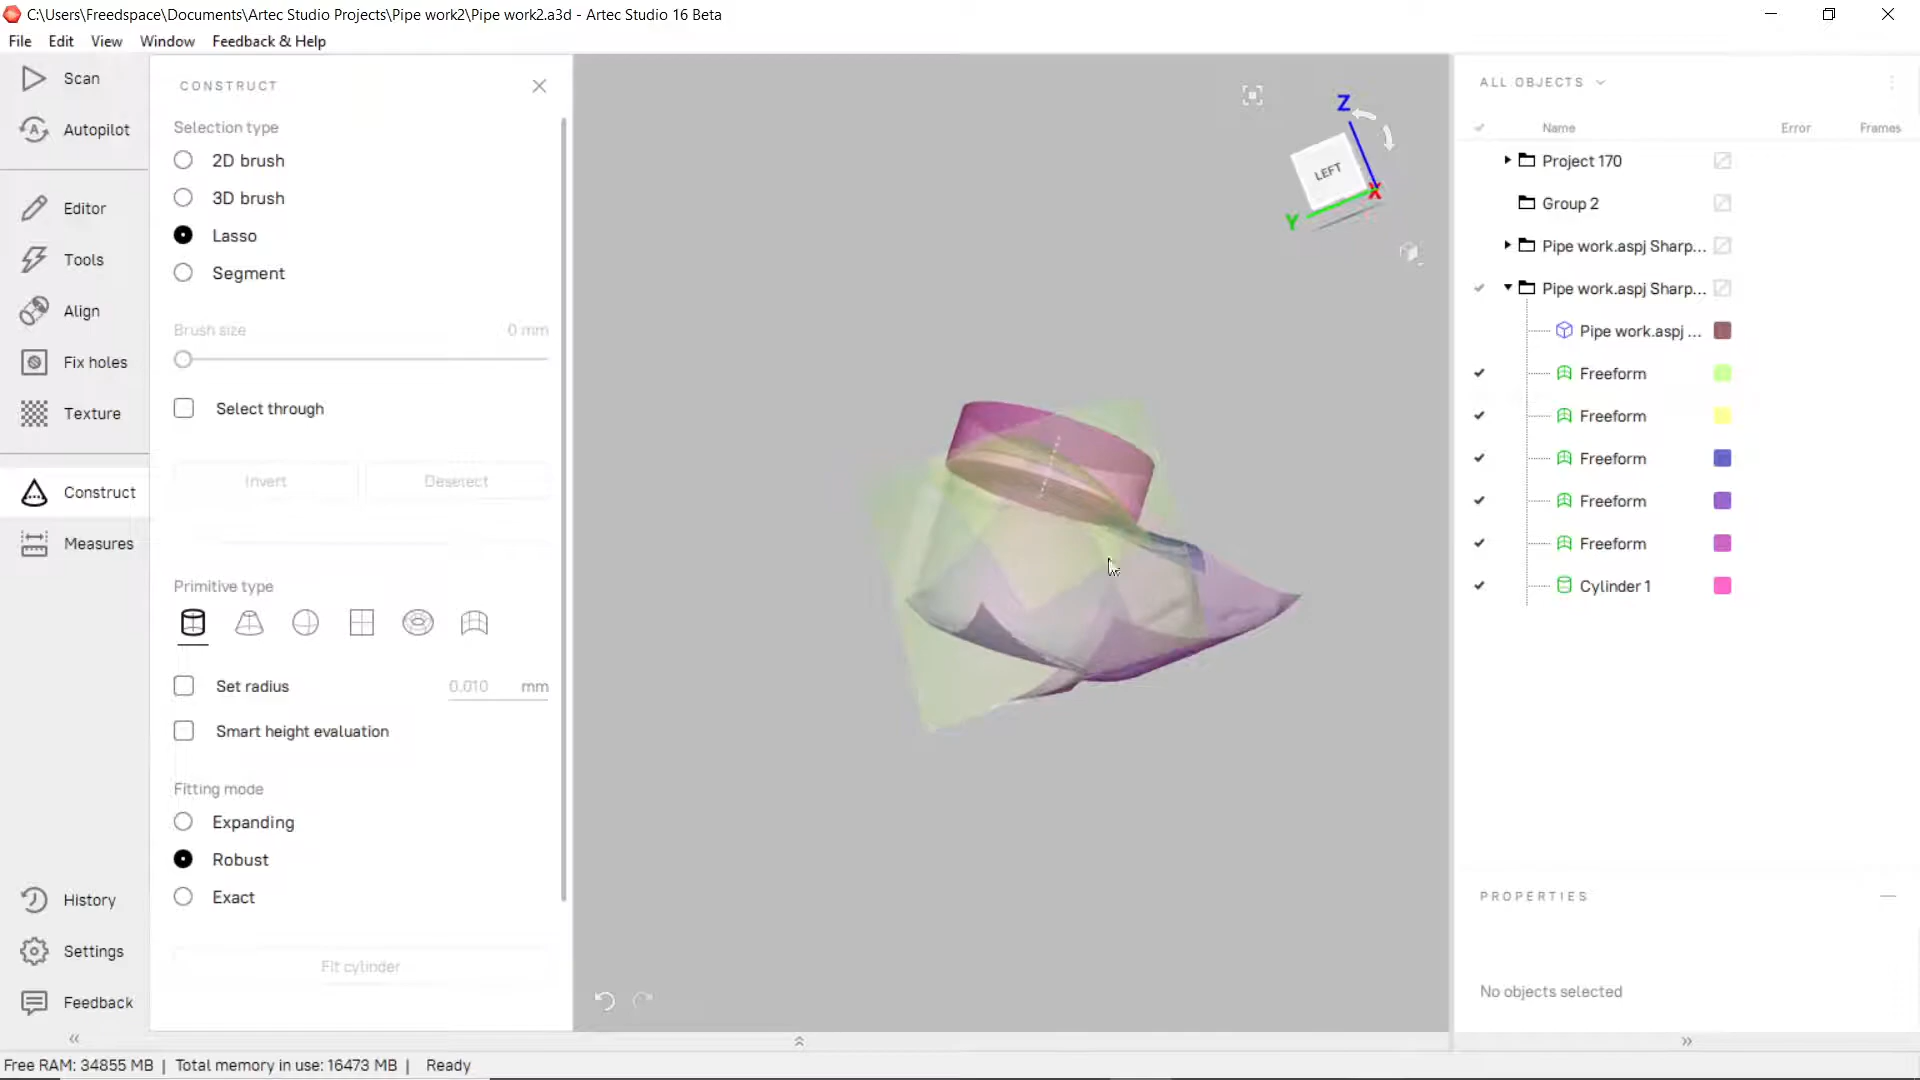 C:\Users\Freedspace\Documents\Artec Studio Projects\Pipe work2\Pipe work2.a3d - Artec Studio 16 Beta
File Edit View Window Feedback & Help
Scan
Autopilot
Editor
Tools
Align
Fix holes
Texture
Construct
Measures
History
Settings
Feedback
CONSTRUCT
Selection type
2D brush
3D brush
Lasso
Segment
Brush size 0 mm
Select through
Invert Deselect
Primitive type
Set radius 0.010 mm
Smart height evaluation
Fitting mode
Expanding
Robust
Exact
Fit cylinder
Z
LEFT
X
Y
ALL OBJECTS
Name Error Frames
Project 170
Group 2
Pipe work.aspj Sharp...
Pipe work.aspj Sharp...
Pipe work.aspj ...
Freeform
Freeform
Freeform
Freeform
Freeform
Cylinder 1
PROPERTIES
No objects selected
Free RAM: 34855 MB | Total memory in use: 16473 MB | Ready